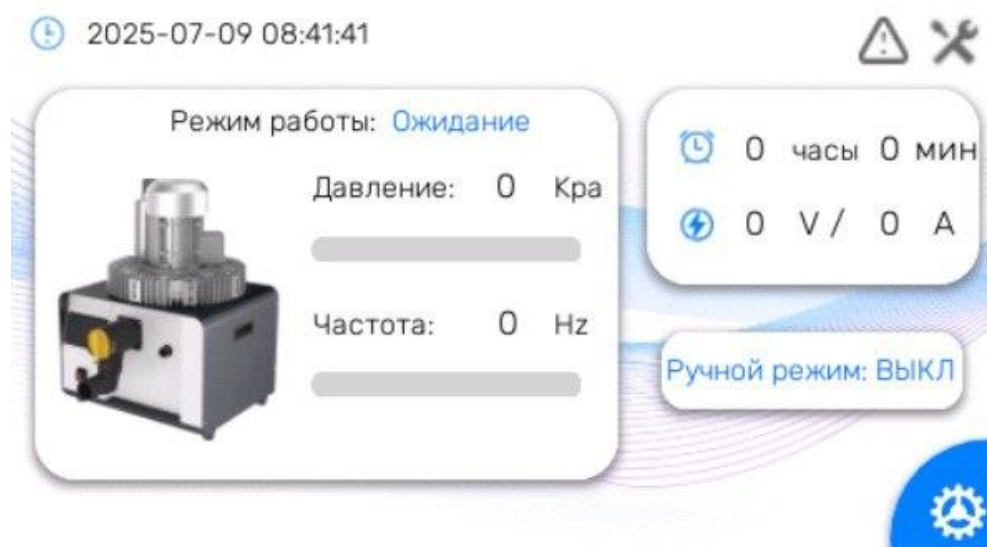 2025-07-09 08:41:41
Режим работы: Ожидание
Давление: 0 Кра
Частота: 0 Hz
0 часы 0 мин
0 V / 0 A
Ручной режим: ВЫКЛ